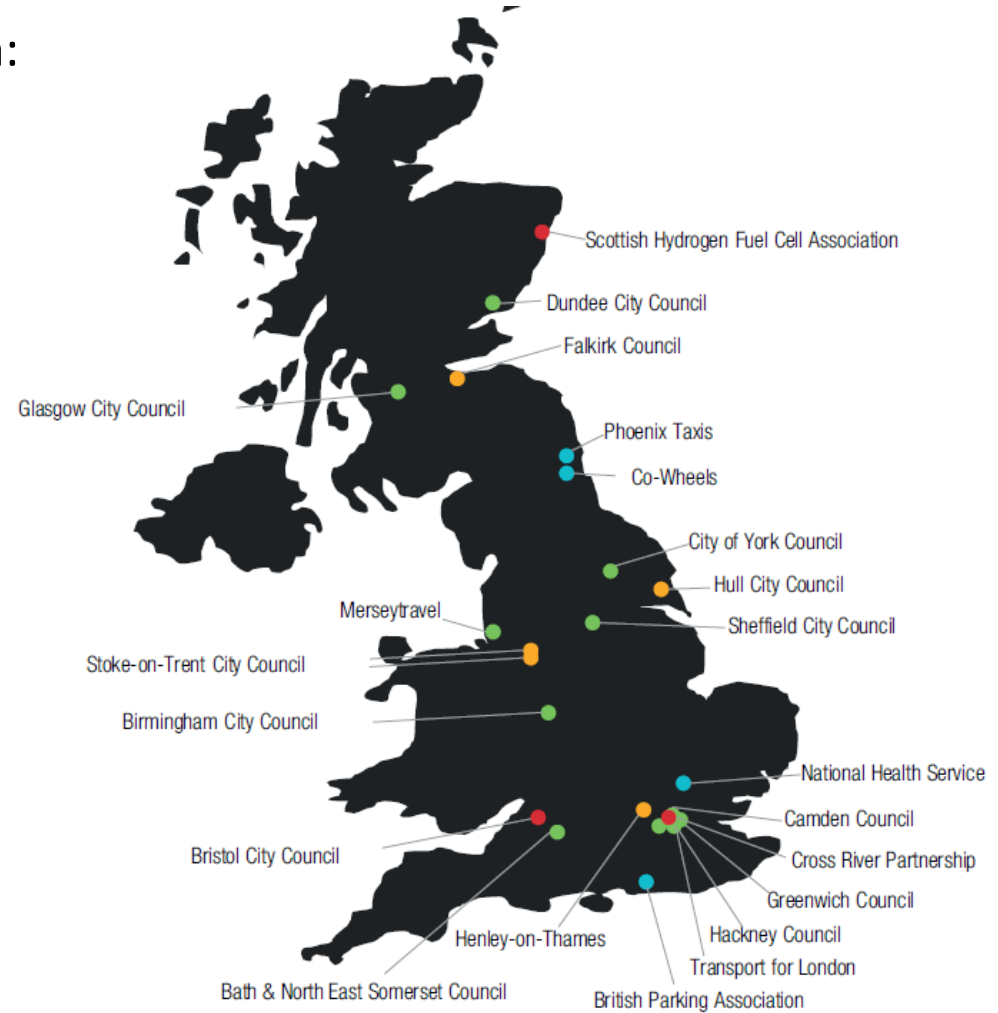 :
Scottish Hydrogen Fuel Cell Association
Dundee City Council
Falkirk Council
Glasgow City Council
Phoenix Taxis
Co-Wheels
City of York Council
Hull City Council
Merseytravel
Sheffield City Council
Stoke-on-Trent City Council
Birmingham City Council
National Health Service
Camden Council
Bristol City Council
Cross River Partnership
Greenwich Council
Henley-on-Thames
Hackney Council
Transport for London
Bath & North East Somerset Council
British Parking Association